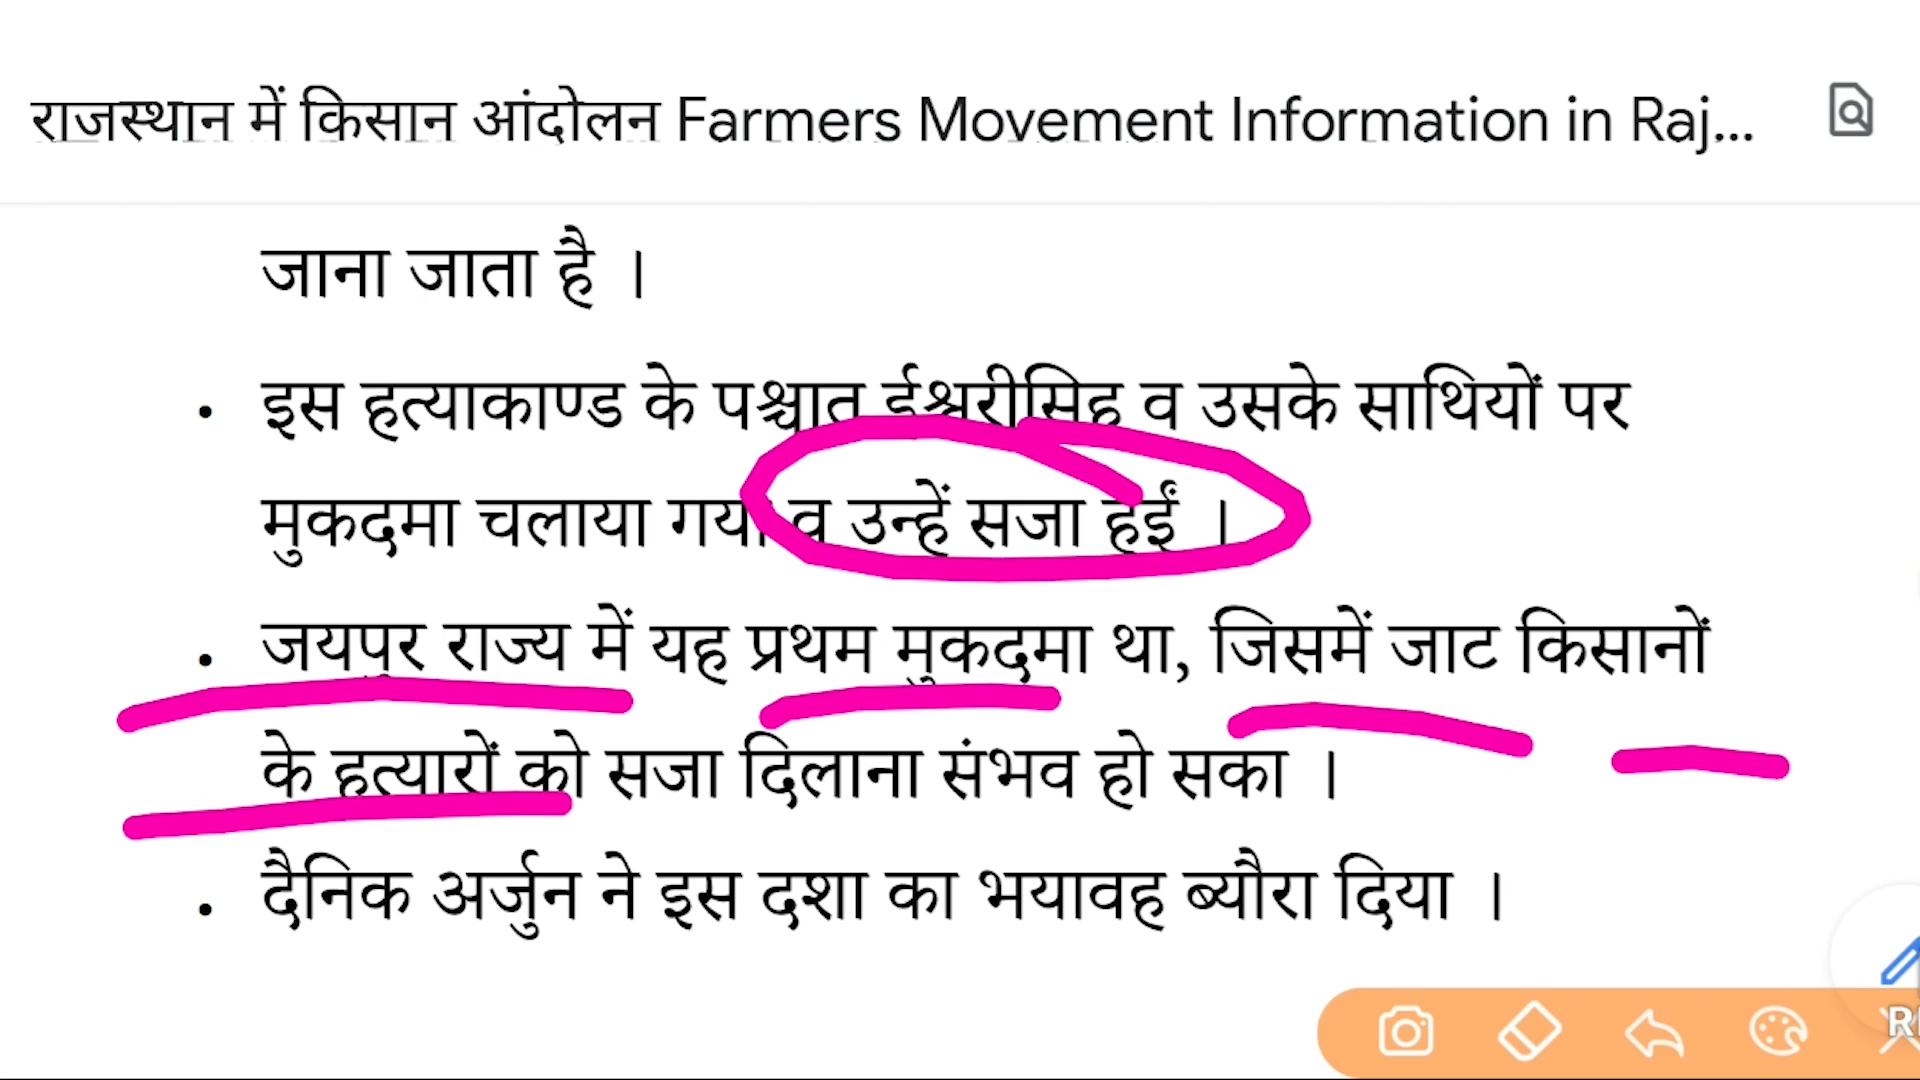 राजस्थान में किसान आंदोलन Farmers Movement Information in Raj...
जाना जाता है ।
• इस हत्याकाण्ड के पश्चात ईश्वरीसिह व उसके साथियों पर
मुकदमा चलाया गया व उन्हें सजा हुईं ।
• जयपुर राज्य में यह प्रथम मुकदमा था, जिसमें जाट किसानों
के हत्यारों को सजा दिलाना संभव हो सका ।
• दैनिक अर्जुन ने इस दशा का भयावह ब्यौरा दिया ।